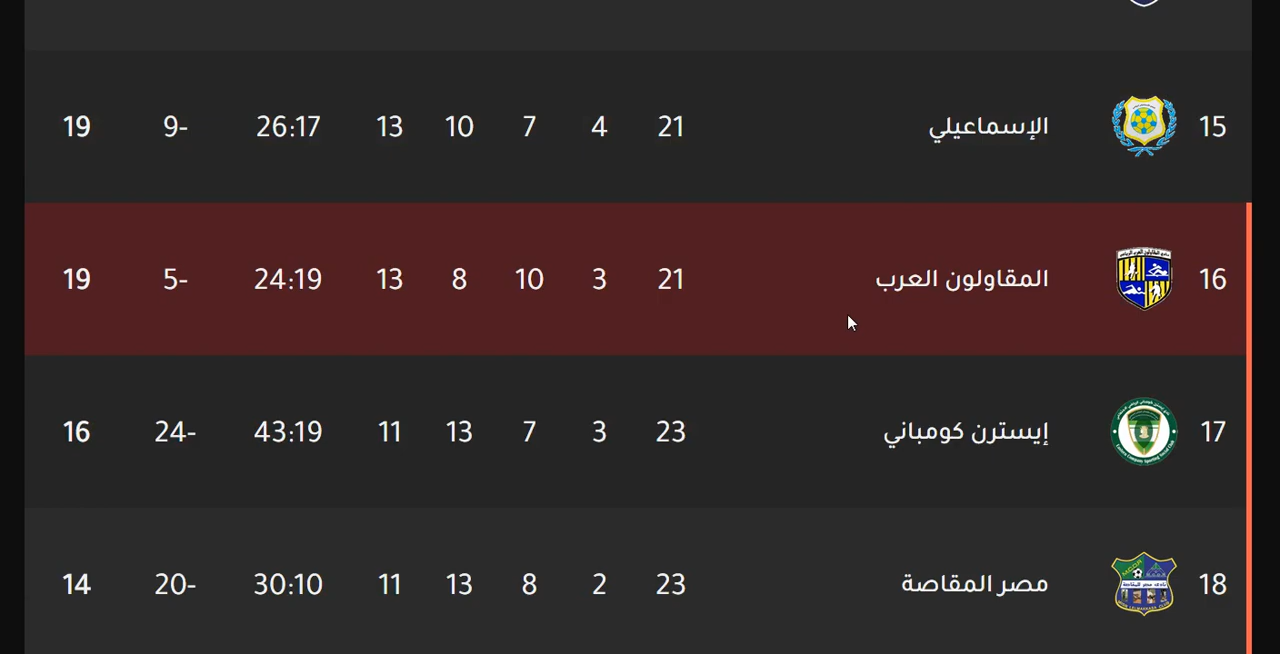 15 الإسماعيلي 21 4 7 10 13 26:17 9- 19
16 المقاولون العرب 21 3 10 8 13 24:19 5- 19
17 إيسترن كومباني 23 3 7 13 11 43:19 24- 16
18 مصر المقاصة 23 2 8 13 11 30:10 20- 14